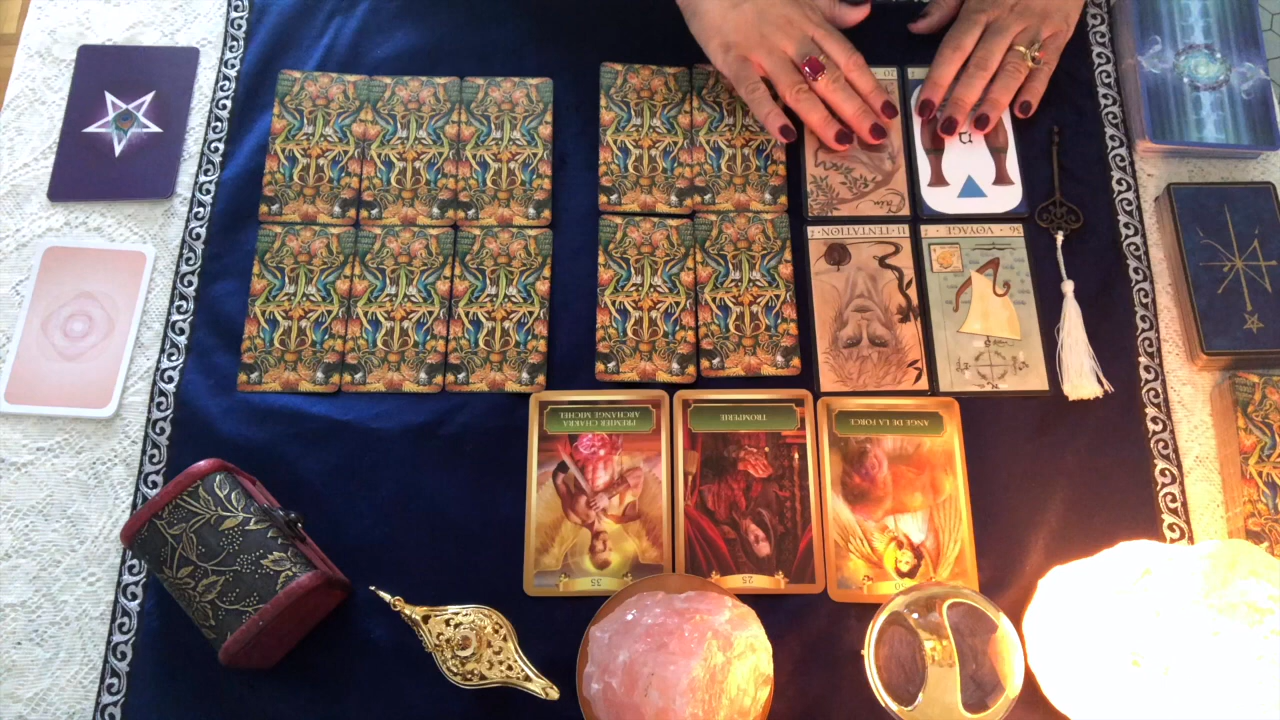 20
11-TENTATION-
36 · VOYAGE ·
PREMIER CHAKRA
ARCHANGE MICHEL
TROMPERIE
ANGE DE LA FORCE
35
25